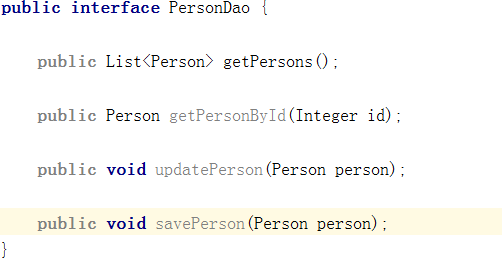 public interface PersonDao {
public List<Person> getPersons();
public Person getPersonById(Integer id);
public void updatePerson(Person person);
public void savePerson(Person person);
}